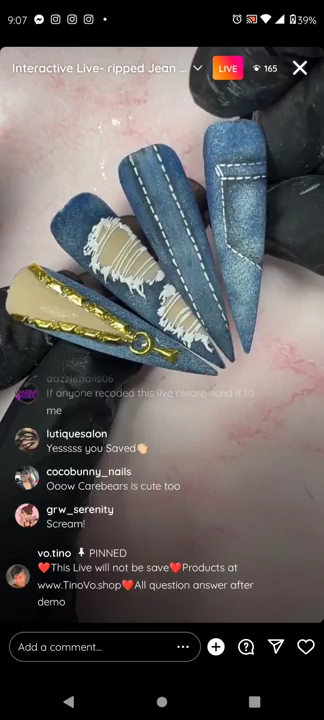 9:07
39%
Interactive Live- ripped Jean ...
LIVE
165
dazzlenails06
If anyone recoded this live please send it to
me
lutiquesalon
Yesssss you Saved👏🏼
cocobunny_nails
Ooow Carebears is cute too
grw_serenity
Scream!
vo.tino PINNED
❤️This Live will not be save❤️Products at
www.TinoVo.shop❤️All question answer after
demo
Add a comment...